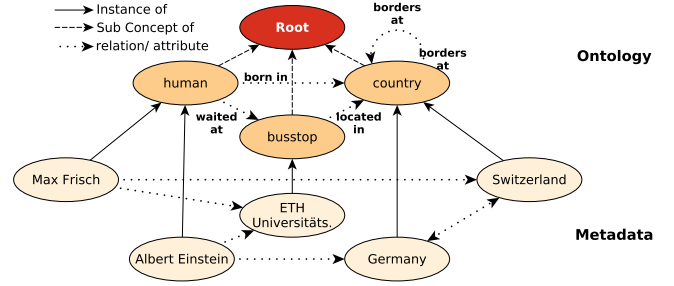 Instance of
Sub Concept of
relation/ attribute
Root
borders
at
borders
at
Ontology
human
born in
country
waited
at
located
in
busstop
Max Frisch
Switzerland
ETH
Universitäts.
Metadata
Albert Einstein
Germany